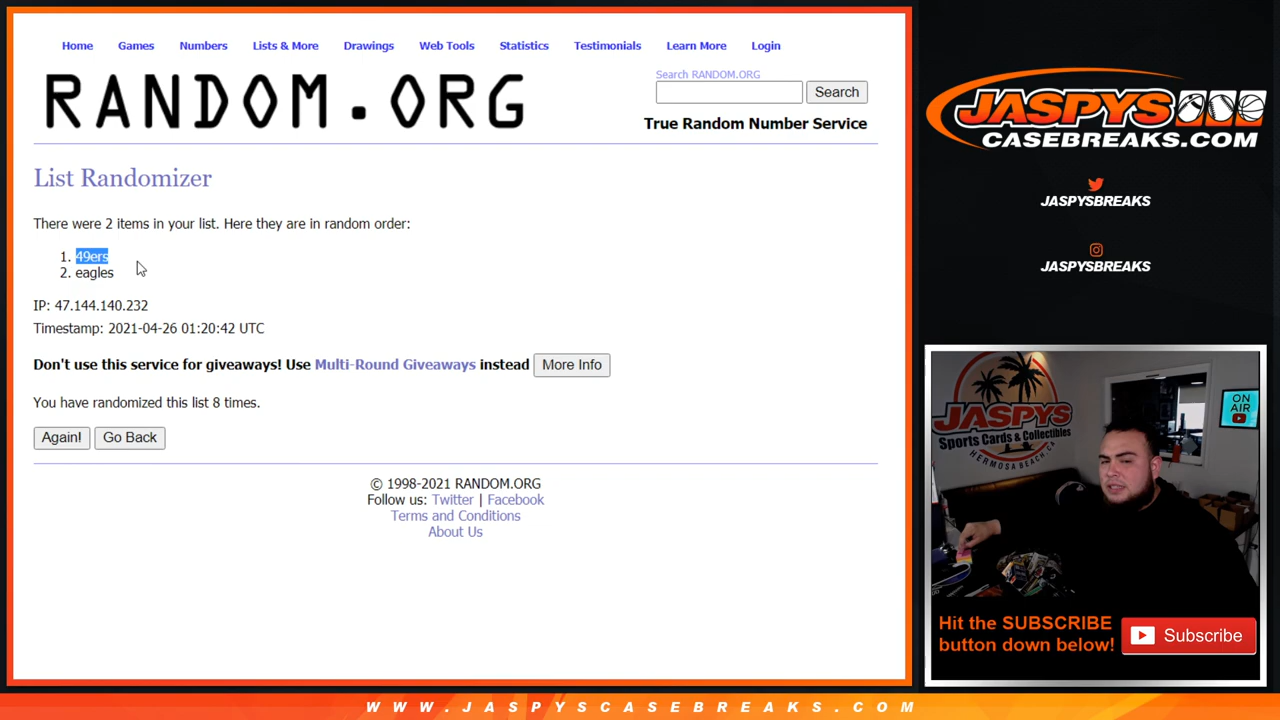 Home Games Numbers Lists & More Drawings Web Tools Statistics Testimonials Learn More Login
RANDOM.ORG
Search RANDOM.ORG
Search
True Random Number Service
List Randomizer
There were 2 items in your list. Here they are in random order:
1. 49ers
2. eagles
IP: 47.144.140.232
Timestamp: 2021-04-26 01:20:42 UTC
Don't use this service for giveaways! Use Multi-Round Giveaways instead More Info
You have randomized this list 8 times.
Again! Go Back
© 1998-2021 RANDOM.ORG
Follow us: Twitter | Facebook
Terms and Conditions
About Us
JASPYS
CASEBREAKS.COM
JASPYSBREAKS
JASPYSBREAKS
JASPYS
Sports Cards & Collectibles
HERMOSA BEACH, CA
ON
AIR
Hit the SUBSCRIBE
button down below!
Subscribe
WWW.JASPYSCASEBREAKS.COM